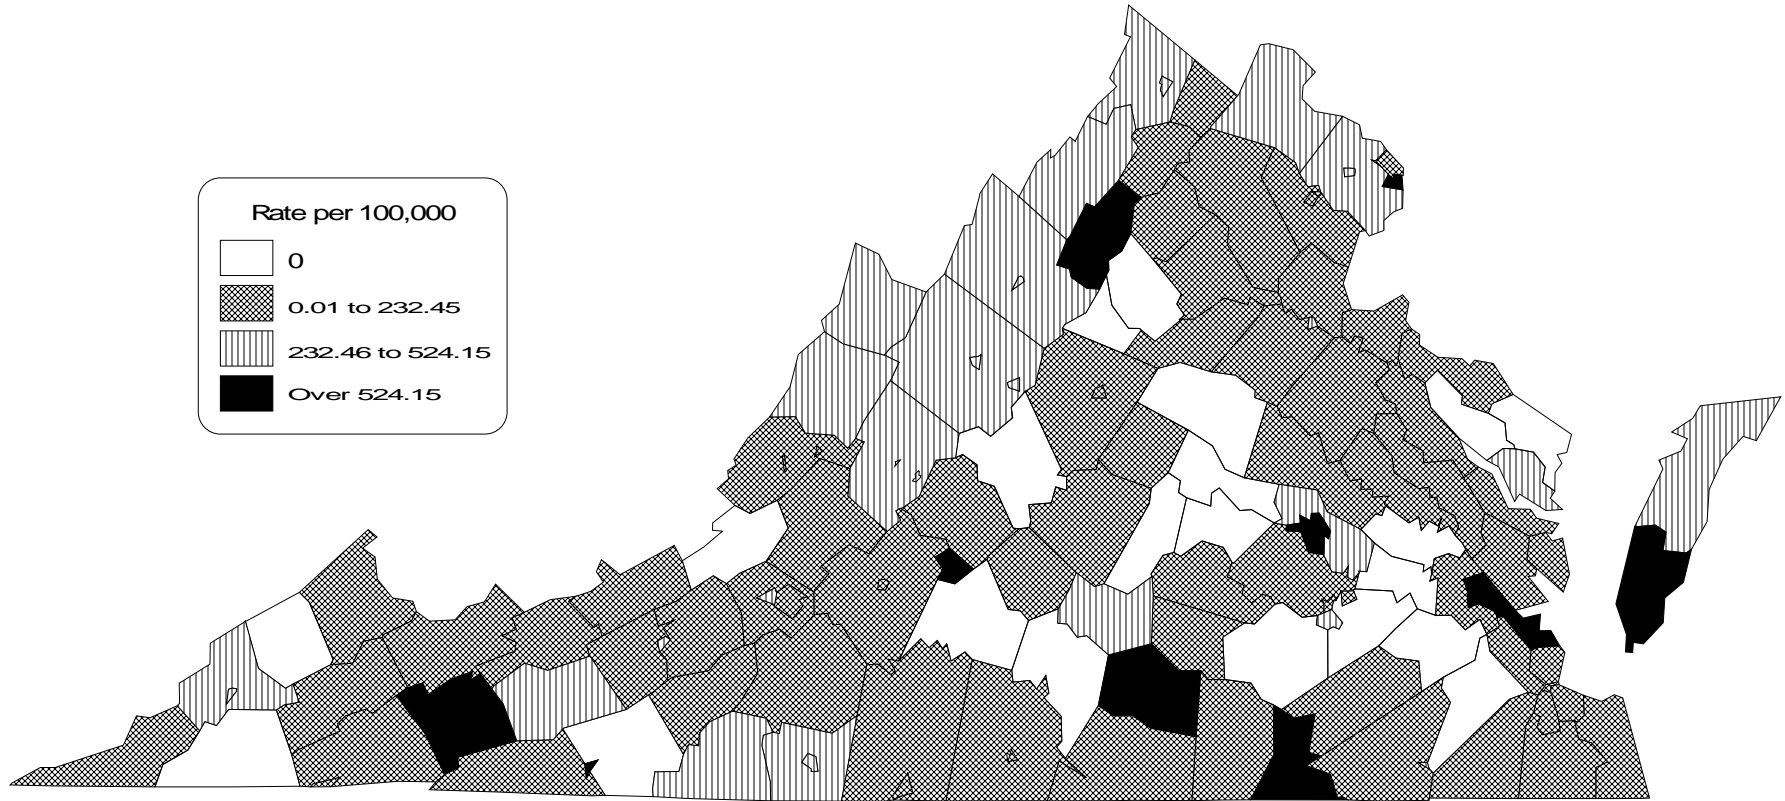 Rate per 100,000
0
0.01 to 232.45
232.46 to 524.15
Over 524.15